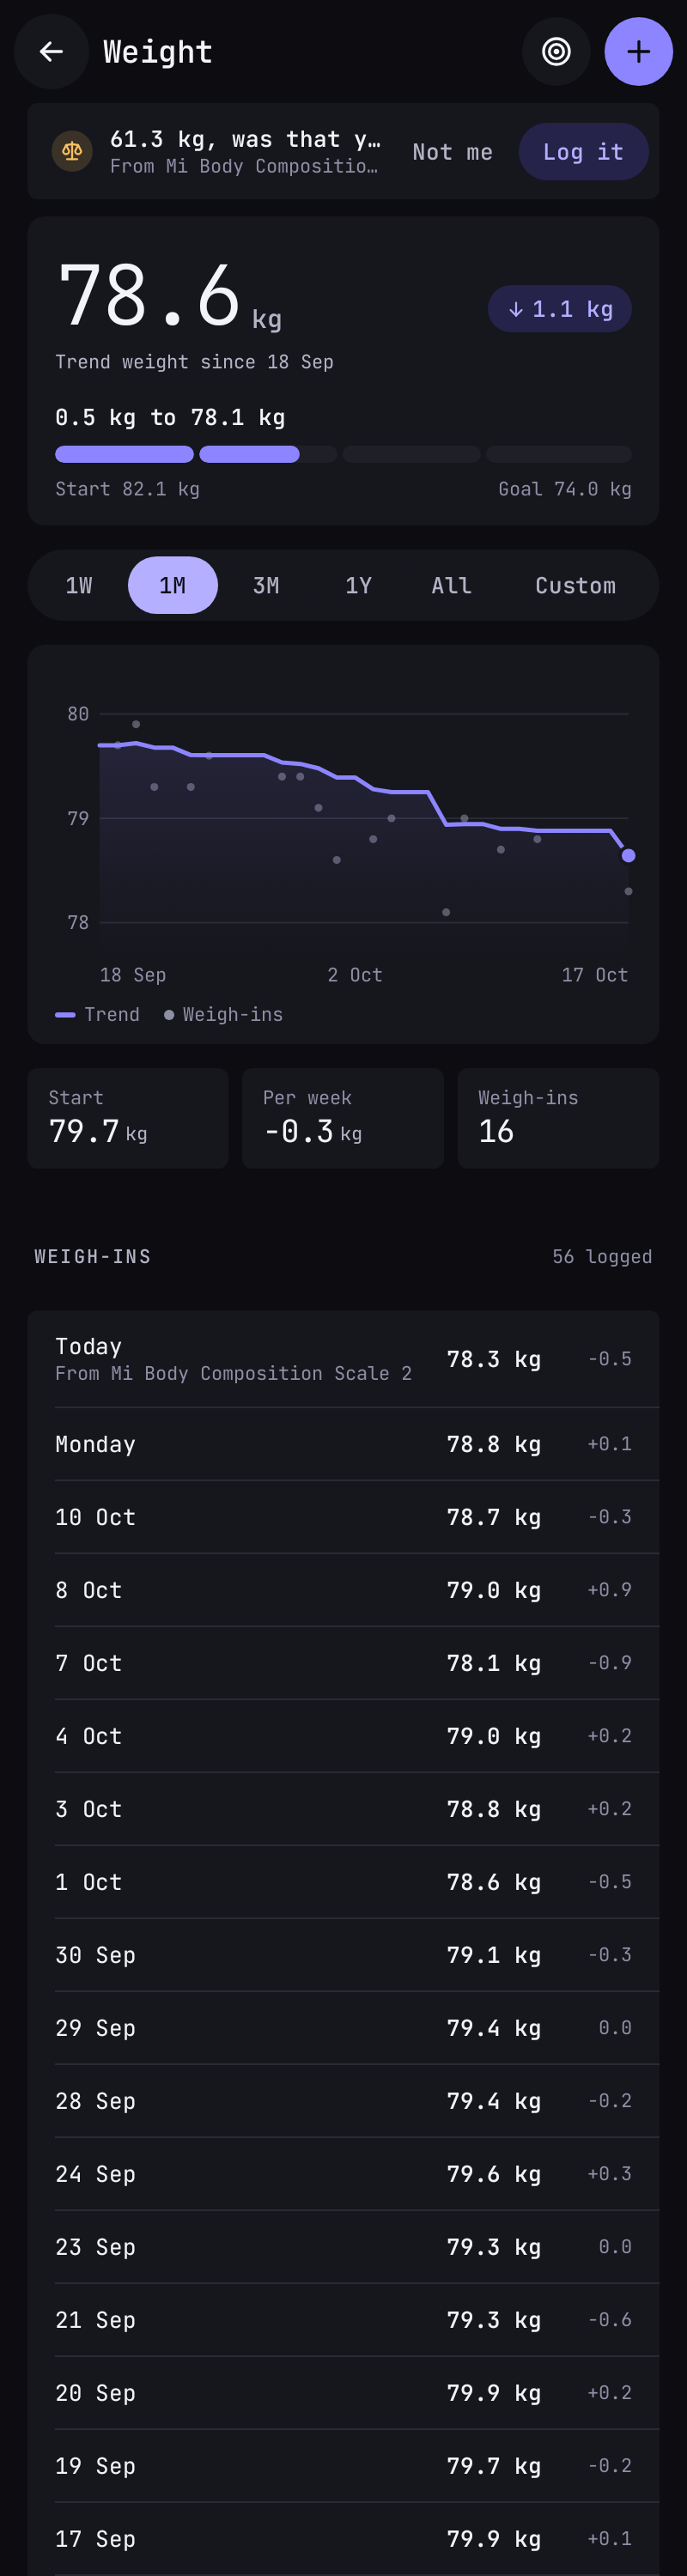 Weight
61.3 kg, was that y…
From Mi Body Compositio…
Not me
Log it
78.6 kg
↓ 1.1 kg
Trend weight since 18 Sep
0.5 kg to 78.1 kg
Start 82.1 kg
Goal 74.0 kg
1W 1M 3M 1Y All Custom
80
79
78
18 Sep 2 Oct 17 Oct
Trend Weigh-ins
Start
79.7 kg
Per week
-0.3 kg
Weigh-ins
16
WEIGH-INS
56 logged
Today
From Mi Body Composition Scale 2
78.3 kg -0.5
Monday 78.8 kg +0.1
10 Oct 78.7 kg -0.3
8 Oct 79.0 kg +0.9
7 Oct 78.1 kg -0.9
4 Oct 79.0 kg +0.2
3 Oct 78.8 kg +0.2
1 Oct 78.6 kg -0.5
30 Sep 79.1 kg -0.3
29 Sep 79.4 kg 0.0
28 Sep 79.4 kg -0.2
24 Sep 79.6 kg +0.3
23 Sep 79.3 kg 0.0
21 Sep 79.3 kg -0.6
20 Sep 79.9 kg +0.2
19 Sep 79.7 kg -0.2
17 Sep 79.9 kg +0.1